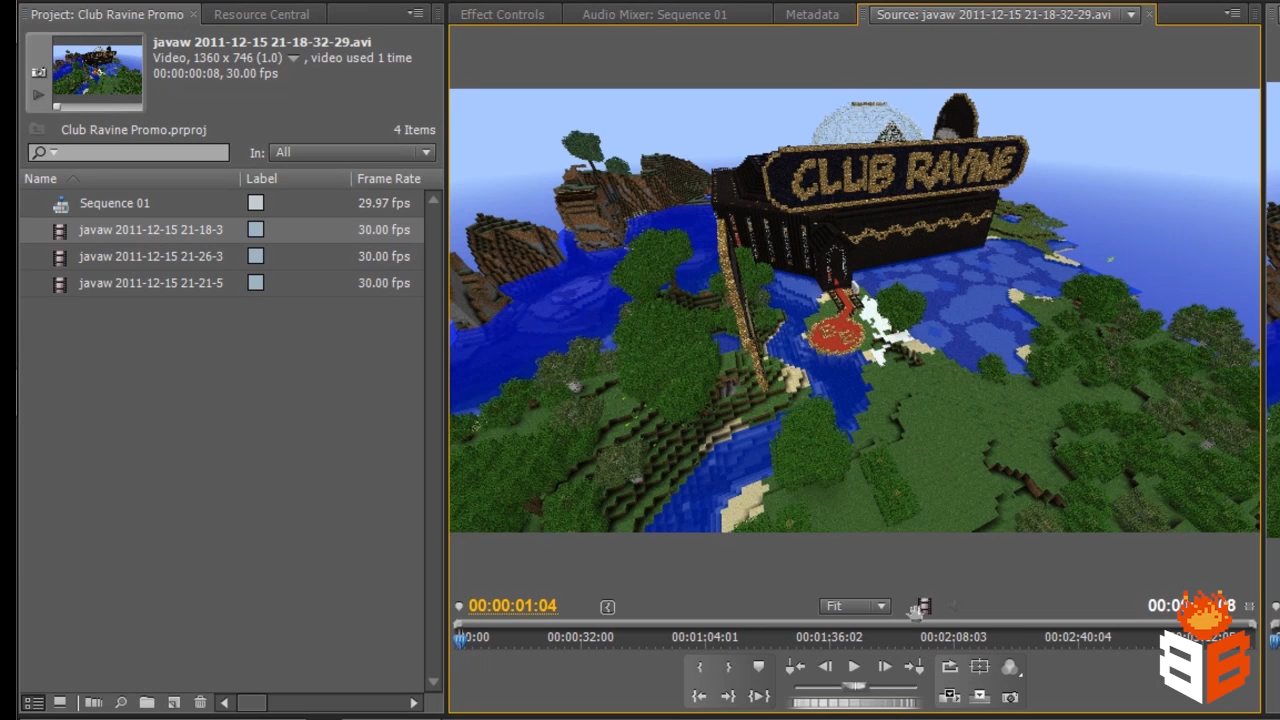 Project: Club Ravine Promo
Resource Central
Effect Controls
Audio Mixer: Sequence 01
Metadata
Source: javaw 2011-12-15 21-18-32-29.avi
javaw 2011-12-15 21-18-32-29.avi
Video, 1360 x 746 (1.0) , video used 1 time
00:00:00:08, 30.00 fps
Club Ravine Promo.prproj
4 Items
In: All
Name
Label
Frame Rate
Sequence 01
29.97 fps
javaw 2011-12-15 21-18-3
30.00 fps
javaw 2011-12-15 21-26-3
30.00 fps
javaw 2011-12-15 21-21-5
30.00 fps
CLUB RAVINE
00:00:01:04
Fit
0:00
00:00:32:00
00:01:04:01
00:01:36:02
00:02:08:03
00:02:40:04